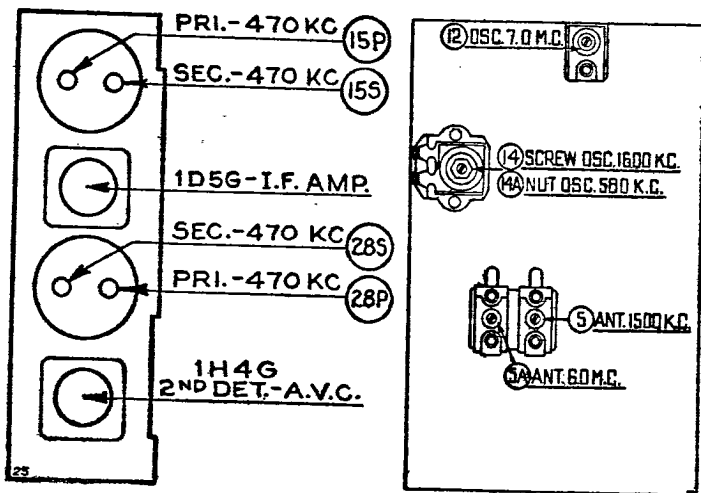 PRI.-470 KC 15P
SEC.-470 KC 15S
1D5G-I.F. AMP.
SEC.-470 KC 28S
PRI.-470 KC 28P
1H4G
2ND DET.-A.V.C.
25
12 OSC. 7.0 M.C.
14 SCREW OSC. 1600 K.C.
14A NUT OSC. 580 K.C.
5 ANT. 1500 K.C.
5A ANT. 6.0 M.C.